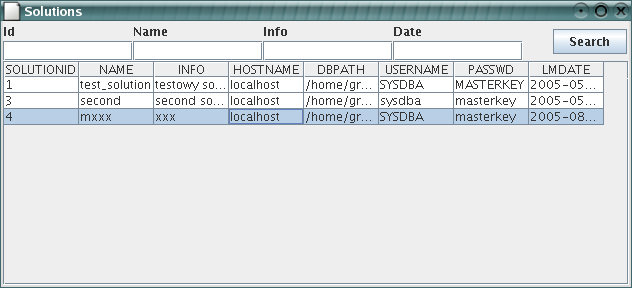 Solutions
Id Name Info Date
Search
SOLUTIONID NAME INFO HOSTNAME DBPATH USERNAME PASSWD LMDATE
1 test_solution testowy so... localhost /home/gr... SYSDBA MASTERKEY 2005-05...
3 second second so... localhost /home/gr... sysdba masterkey 2005-05...
4 mxxx xxx localhost /home/gr... SYSDBA masterkey 2005-08...